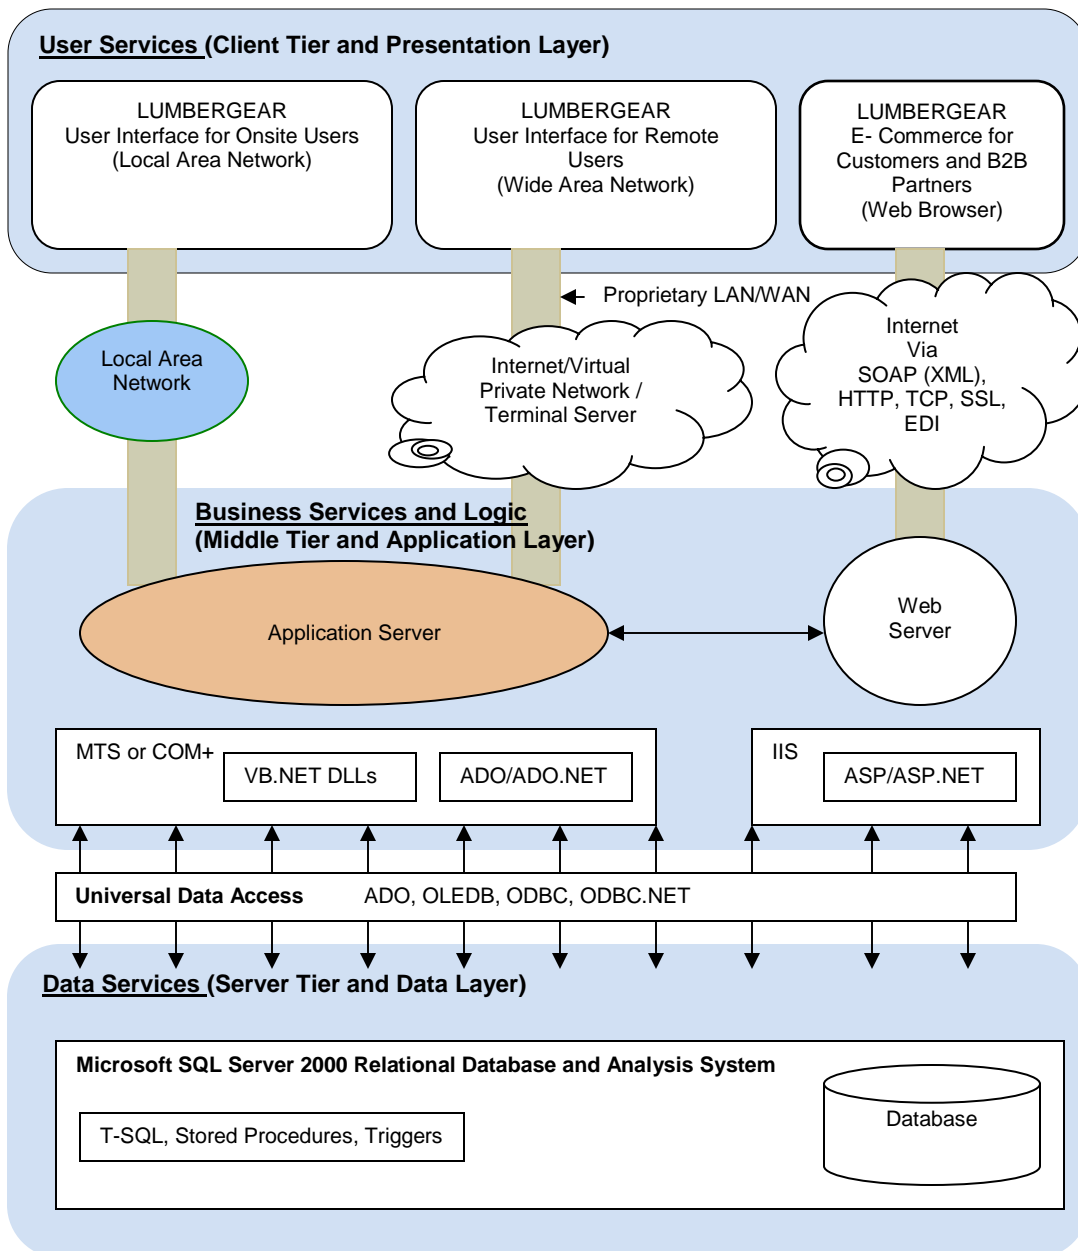 User Services (Client Tier and Presentation Layer)
LUMBERGEAR
User Interface for Onsite Users
(Local Area Network)
LUMBERGEAR
User Interface for Remote
Users
(Wide Area Network)
LUMBERGEAR
E- Commerce for
Customers and B2B
Partners
(Web Browser)
Proprietary LAN/WAN
Local Area
Network
Internet/Virtual
Private Network /
Terminal Server
Internet
Via
SOAP (XML),
HTTP, TCP, SSL,
EDI
Business Services and Logic
(Middle Tier and Application Layer)
Application Server
Web
Server
MTS or COM+
VB.NET DLLs
ADO/ADO.NET
IIS
ASP/ASP.NET
Universal Data Access ADO, OLEDB, ODBC, ODBC.NET
Data Services (Server Tier and Data Layer)
Microsoft SQL Server 2000 Relational Database and Analysis System
T-SQL, Stored Procedures, Triggers
Database